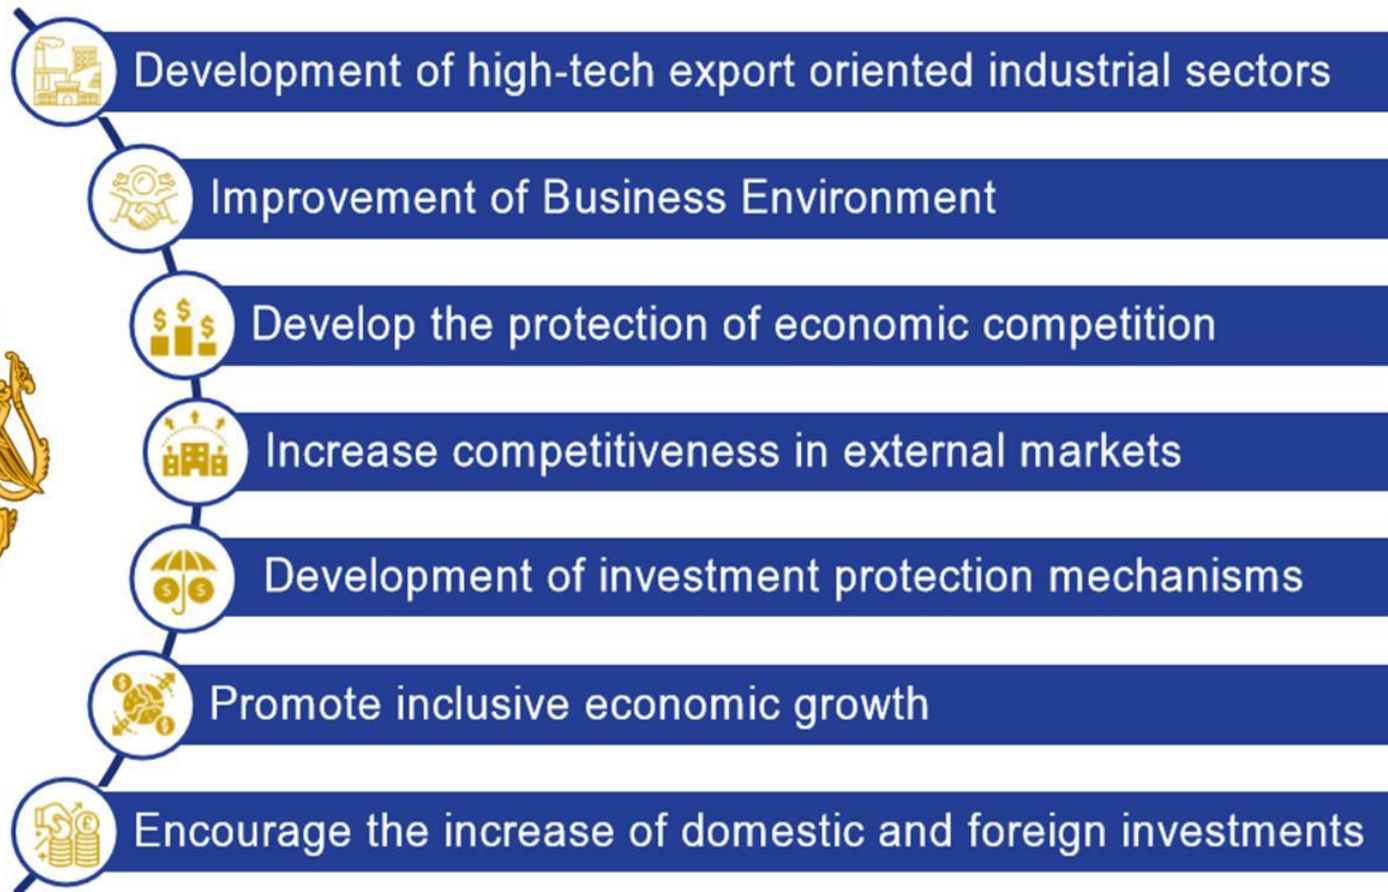 Development of high-tech export oriented industrial sectors
Improvement of Business Environment
Develop the protection of economic competition
Increase competitiveness in external markets
Development of investment protection mechanisms
Promote inclusive economic growth
Encourage the increase of domestic and foreign investments